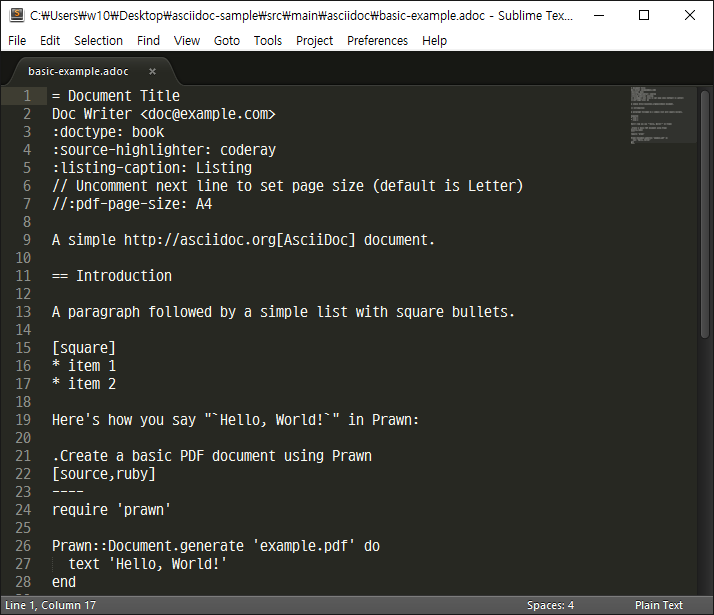 C:₩Users₩w10₩Desktop₩asciidoc-sample₩src₩main₩asciidoc₩basic-example.adoc - Sublime Tex...
File Edit Selection Find View Goto Tools Project Preferences Help
basic-example.adoc ×
1 = Document Title
2 Doc Writer <doc@example.com>
3 :doctype: book
4 :source-highlighter: coderay
5 :listing-caption: Listing
6 // Uncomment next line to set page size (default is Letter)
7 //:pdf-page-size: A4
8
9 A simple http://asciidoc.org[AsciiDoc] document.
10
11 == Introduction
12
13 A paragraph followed by a simple list with square bullets.
14
15 [square]
16 * item 1
17 * item 2
18
19 Here's how you say "`Hello, World!`" in Prawn:
20
21 .Create a basic PDF document using Prawn
22 [source,ruby]
23 ----
24 require 'prawn'
25
26 Prawn::Document.generate 'example.pdf' do
27   text 'Hello, World!'
28 end
Line 1, Column 17 Spaces: 4 Plain Text